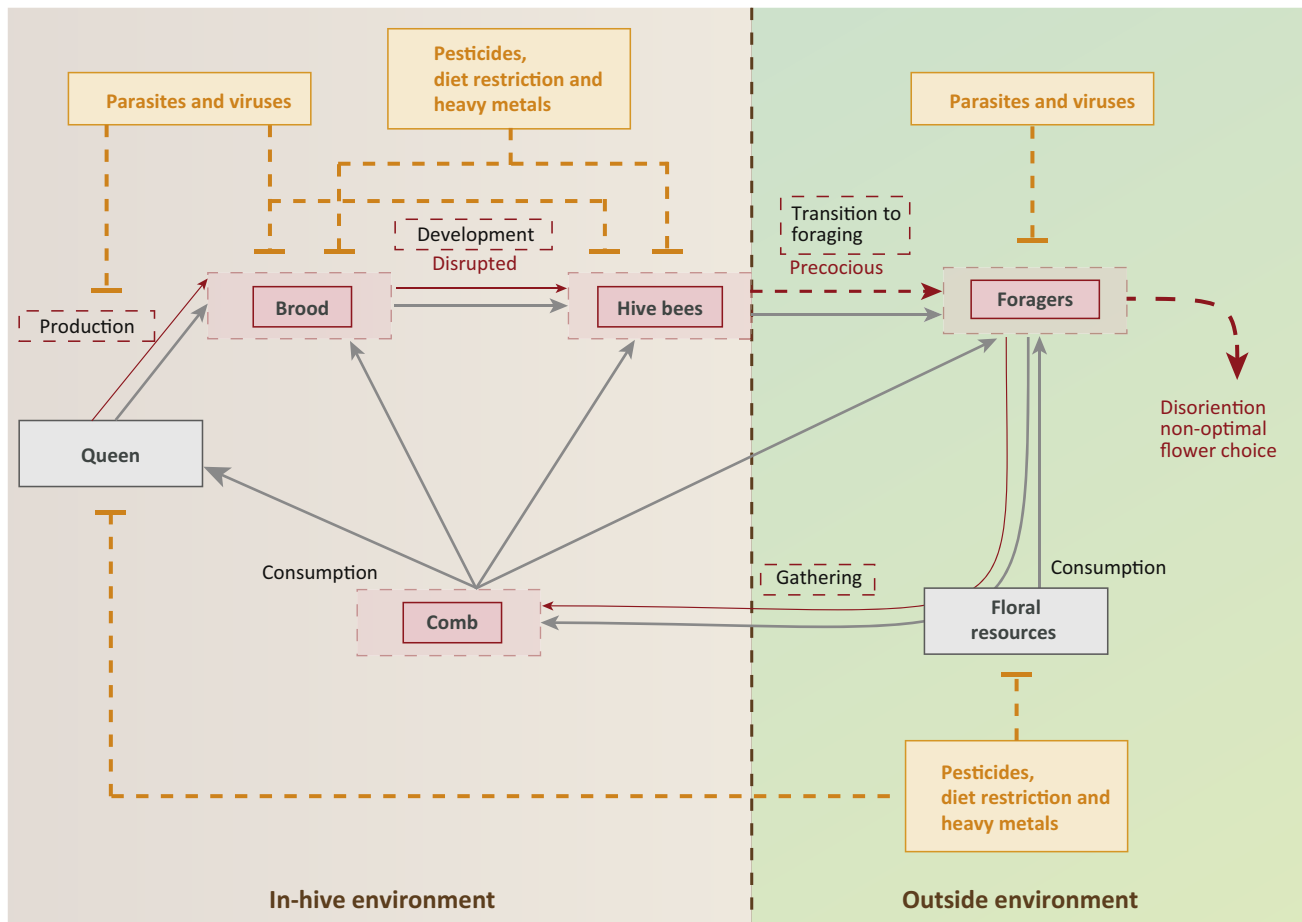 Parasites and viruses
Pesticides,
diet restriction and
heavy metals
Parasites and viruses
Production
Development
Disrupted
Transition to
foraging
Precocious
Brood
Hive bees
Foragers
Queen
Disoriention
non-optimal
flower choice
Consumption
Gathering
Consumption
Comb
Floral
resources
Pesticides,
diet restriction and
heavy metals
In-hive environment
Outside environment